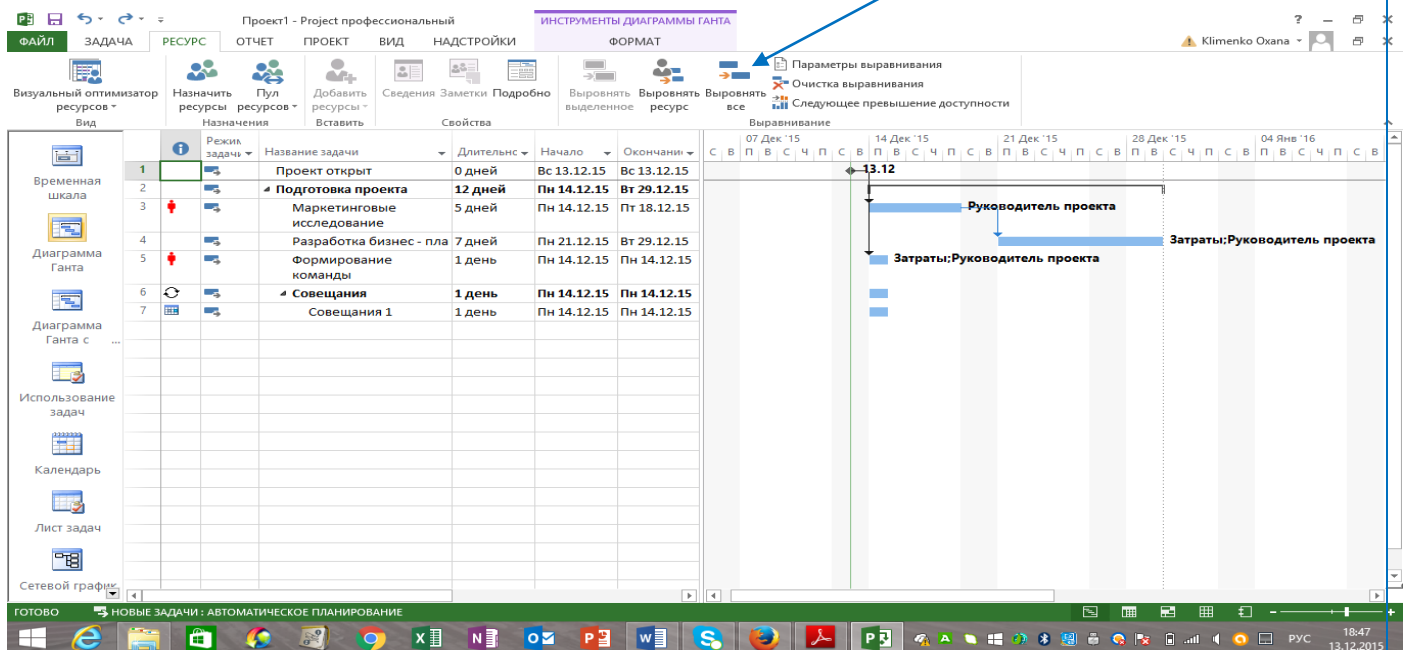 Проект1 - Project профессиональный
ИНСТРУМЕНТЫ ДИАГРАММЫ ГАНТА
?
ФАЙЛ ЗАДАЧА РЕСУРС ОТЧЕТ ПРОЕКТ ВИД НАДСТРОЙКИ ФОРМАТ
Klimenko Oxana
Визуальный оптимизатор ресурсов
Вид
Назначить ресурсы
Пул ресурсов
Назначения
Добавить ресурсы
Вставить
Сведения Заметки Подробно
Свойства
Выровнять выделенное
Выровнять ресурс
Выровнять все
Параметры выравнивания
Очистка выравнивания
Следующее превышение доступности
Выравнивание
Временная шкала
Диаграмма Ганта
Диаграмма Ганта с ...
Использование задач
Календарь
Лист задач
Сетевой график
Режим задачи Название задачи Длительнс Начало Окончани
1 Проект открыт 0 дней Вс 13.12.15 Вс 13.12.15
2 Подготовка проекта 12 дней Пн 14.12.15 Вт 29.12.15
3 Маркетинговые исследование 5 дней Пн 14.12.15 Пт 18.12.15
4 Разработка бизнес - пла 7 дней Пн 21.12.15 Вт 29.12.15
5 Формирование команды 1 день Пн 14.12.15 Пн 14.12.15
6 Совещания 1 день Пн 14.12.15 Пн 14.12.15
7 Совещания 1 1 день Пн 14.12.15 Пн 14.12.15
07 Дек '15 14 Дек '15 21 Дек '15 28 Дек '15 04 Янв '16
С В П В С Ч П С В П В С Ч П С В П В С Ч П С В П В С Ч П С В П В С Ч П С В
13.12
Руководитель проекта
Затраты;Руководитель проекта
Затраты;Руководитель проекта
ГОТОВО НОВЫЕ ЗАДАЧИ : АВТОМАТИЧЕСКОЕ ПЛАНИРОВАНИЕ
РУС
18:47
13.12.2015